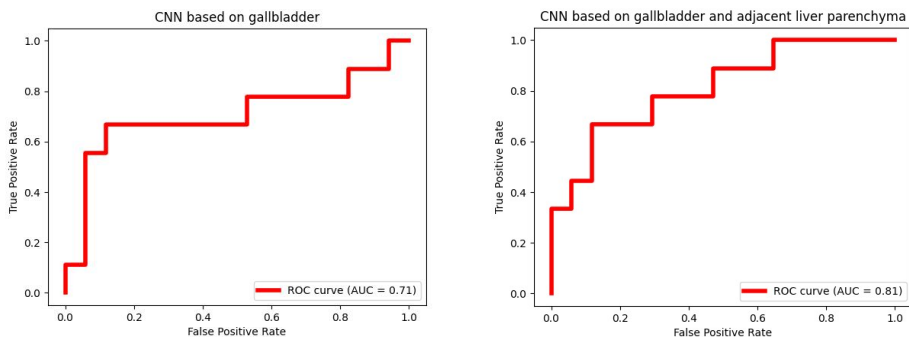 CNN based on gallbladder
1.0
0.8
0.6
0.4
0.2
0.0
True Positive Rate
ROC curve (AUC = 0.71)
0.0 0.2 0.4 0.6 0.8 1.0
False Positive Rate
CNN based on gallbladder and adjacent liver parenchyma
1.0
0.8
0.6
0.4
0.2
0.0
True Positive Rate
ROC curve (AUC = 0.81)
0.0 0.2 0.4 0.6 0.8 1.0
False Positive Rate